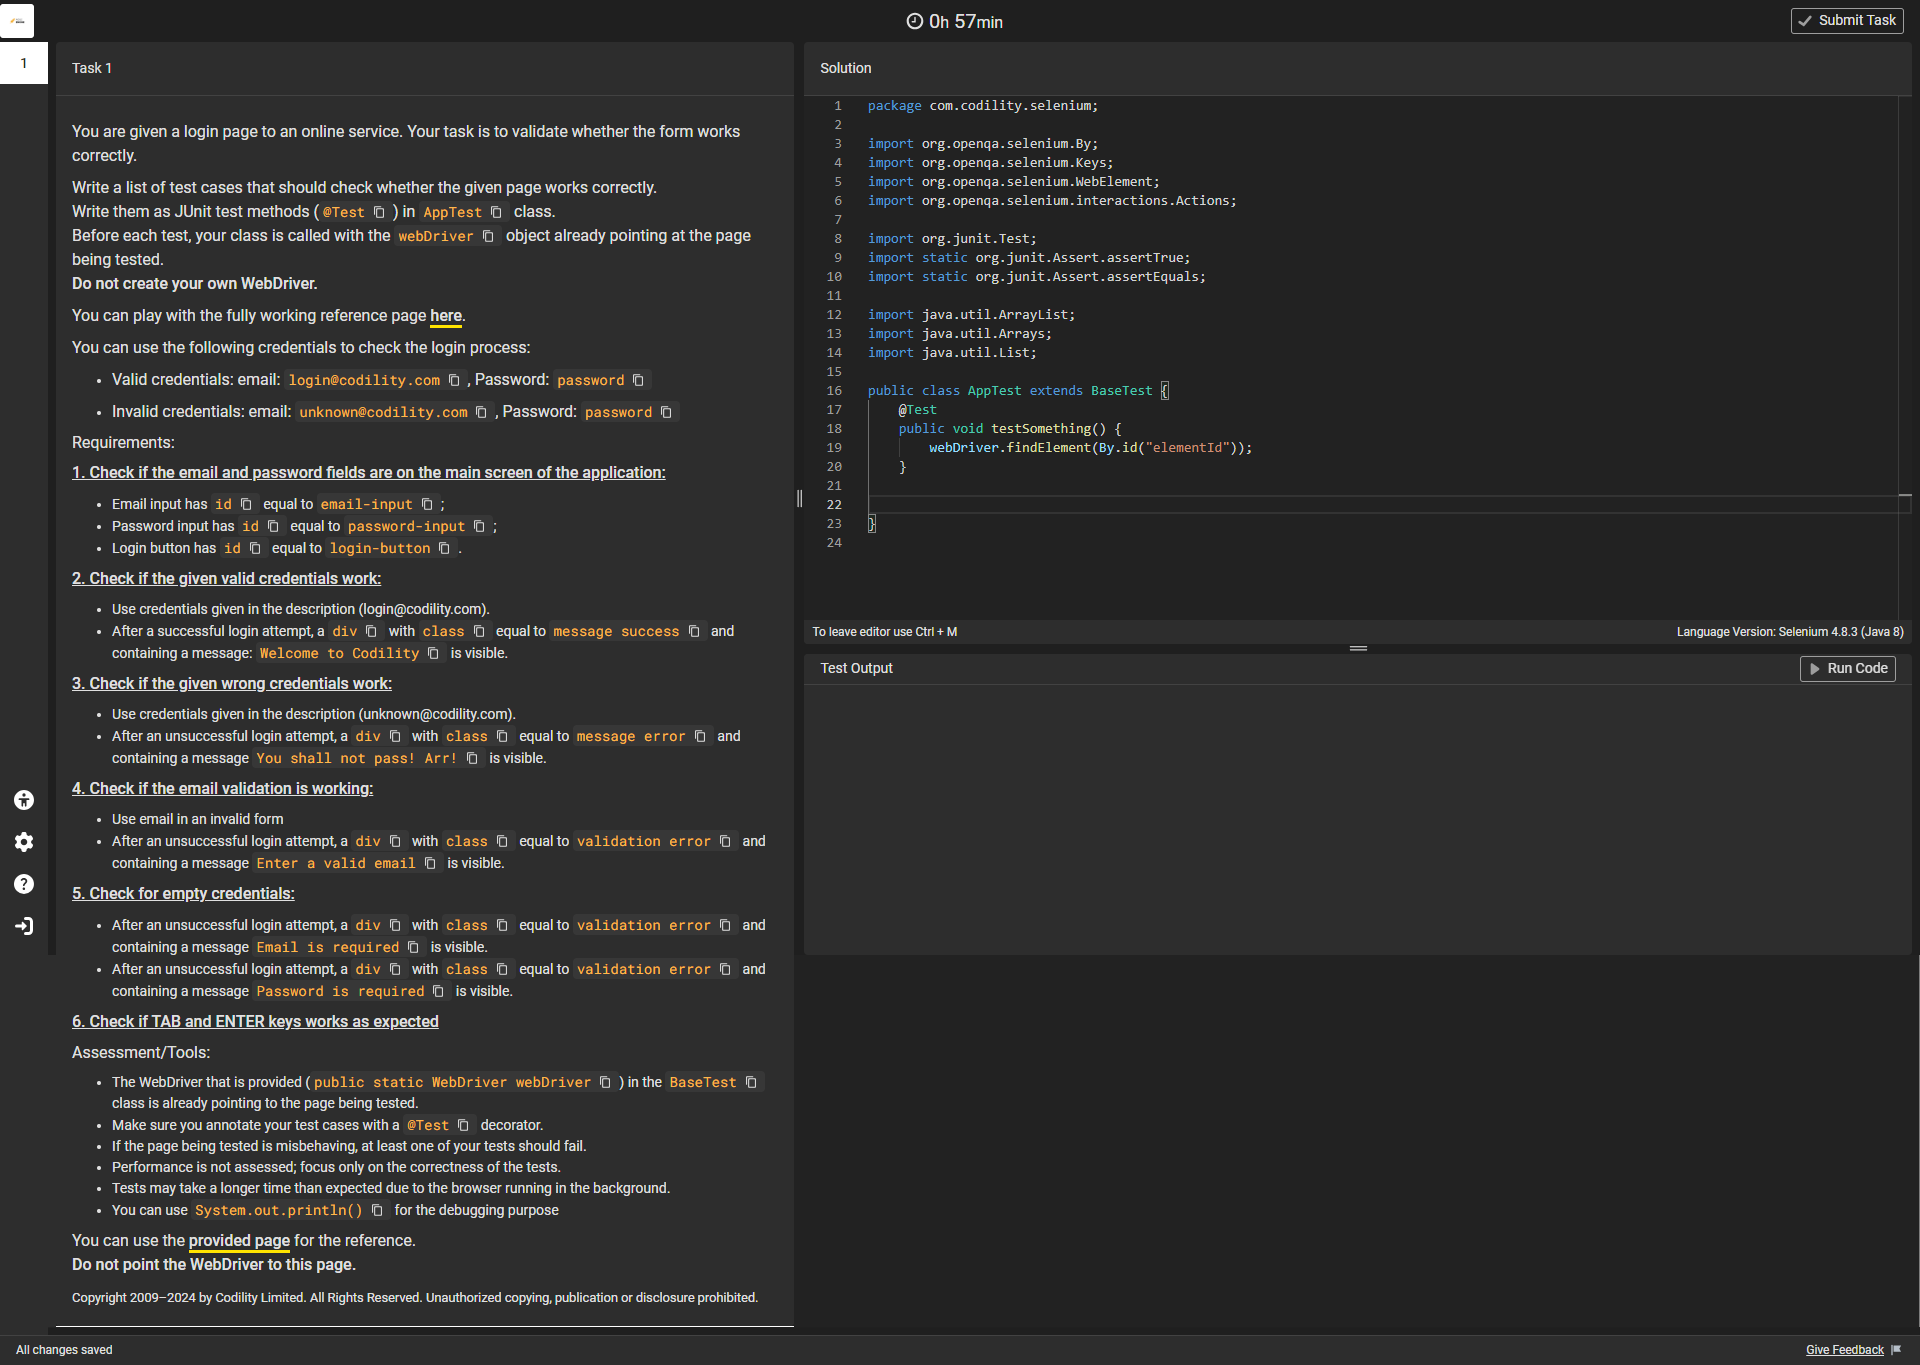 0h 57min
Submit Task
1
Task 1
You are given a login page to an online service. Your task is to validate whether the form works
correctly.
Write a list of test cases that should check whether the given page works correctly.
Write them as JUnit test methods ( @Test ) in AppTest class.
Before each test, your class is called with the webDriver object already pointing at the page
being tested.
Do not create your own WebDriver.
You can play with the fully working reference page here.
You can use the following credentials to check the login process:
• Valid credentials: email: login@codility.com , Password: password
• Invalid credentials: email: unknown@codility.com , Password: password
Requirements:
1. Check if the email and password fields are on the main screen of the application:
• Email input has id equal to email-input ;
• Password input has id equal to password-input ;
• Login button has id equal to login-button .
2. Check if the given valid credentials work:
• Use credentials given in the description (login@codility.com).
• After a successful login attempt, a div with class equal to message success and
containing a message: Welcome to Codility is visible.
3. Check if the given wrong credentials work:
• Use credentials given in the description (unknown@codility.com).
• After an unsuccessful login attempt, a div with class equal to message error and
containing a message You shall not pass! Arr! is visible.
4. Check if the email validation is working:
• Use email in an invalid form
• After an unsuccessful login attempt, a div with class equal to validation error and
containing a message Enter a valid email is visible.
5. Check for empty credentials:
• After an unsuccessful login attempt, a div with class equal to validation error and
containing a message Email is required is visible.
• After an unsuccessful login attempt, a div with class equal to validation error and
containing a message Password is required is visible.
6. Check if TAB and ENTER keys works as expected
Assessment/Tools:
• The WebDriver that is provided ( public static WebDriver webDriver ) in the BaseTest
class is already pointing to the page being tested.
• Make sure you annotate your test cases with a @Test decorator.
• If the page being tested is misbehaving, at least one of your tests should fail.
• Performance is not assessed; focus only on the correctness of the tests.
• Tests may take a longer time than expected due to the browser running in the background.
• You can use System.out.println() for the debugging purpose
You can use the provided page for the reference.
Do not point the WebDriver to this page.
Copyright 2009–2024 by Codility Limited. All Rights Reserved. Unauthorized copying, publication or disclosure prohibited.
Solution
1 package com.codility.selenium;
2
3 import org.openqa.selenium.By;
4 import org.openqa.selenium.Keys;
5 import org.openqa.selenium.WebElement;
6 import org.openqa.selenium.interactions.Actions;
7
8 import org.junit.Test;
9 import static org.junit.Assert.assertTrue;
10 import static org.junit.Assert.assertEquals;
11
12 import java.util.ArrayList;
13 import java.util.Arrays;
14 import java.util.List;
15
16 public class AppTest extends BaseTest {
17 @Test
18 public void testSomething() {
19 webDriver.findElement(By.id("elementId"));
20 }
21
22
23 }
24
To leave editor use Ctrl + M
Language Version: Selenium 4.8.3 (Java 8)
Test Output
Run Code
All changes saved
Give Feedback